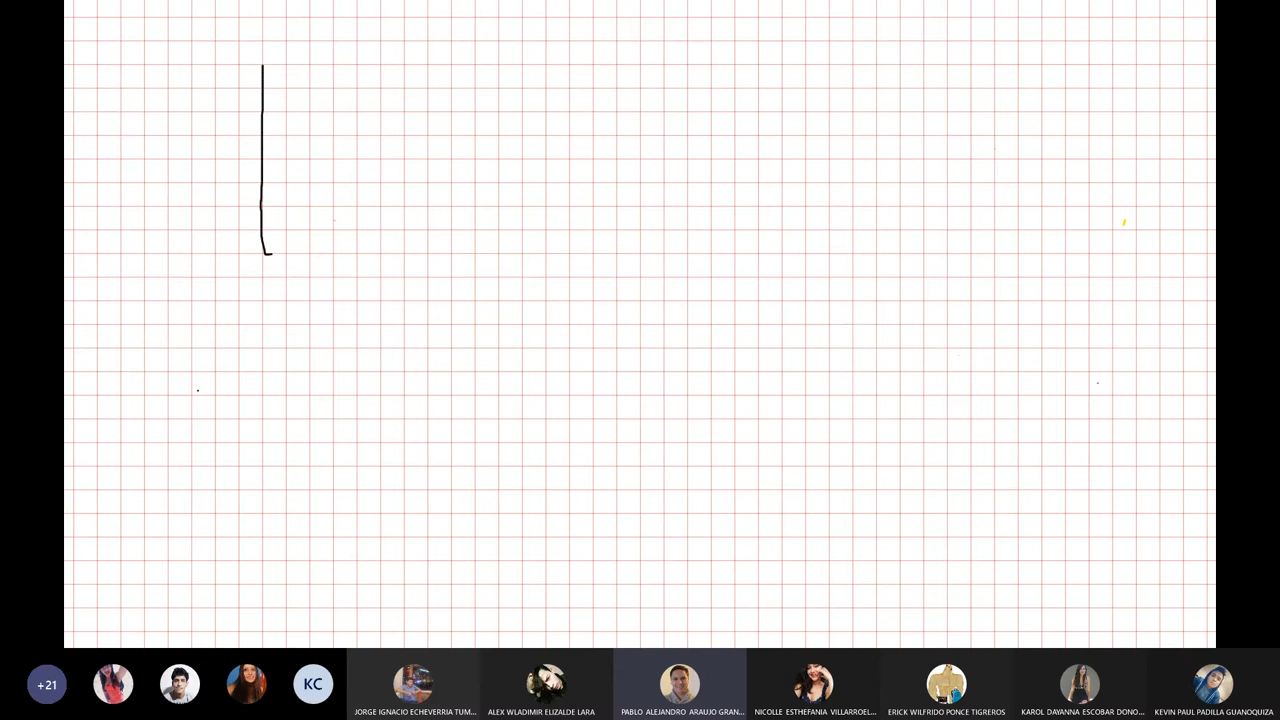 +21
KC
JORGE IGNACIO ECHEVERRIA TUM...
ALEX WLADIMIR ELIZALDE LARA
PABLO ALEJANDRO ARAUJO GRAN...
NICOLLE ESTHEFANIA VILLARROEL...
ERICK WILFRIDO PONCE TIGREROS
KAROL DAYANNA ESCOBAR DONO...
KEVIN PAUL PADILLA GUANOQUIZA